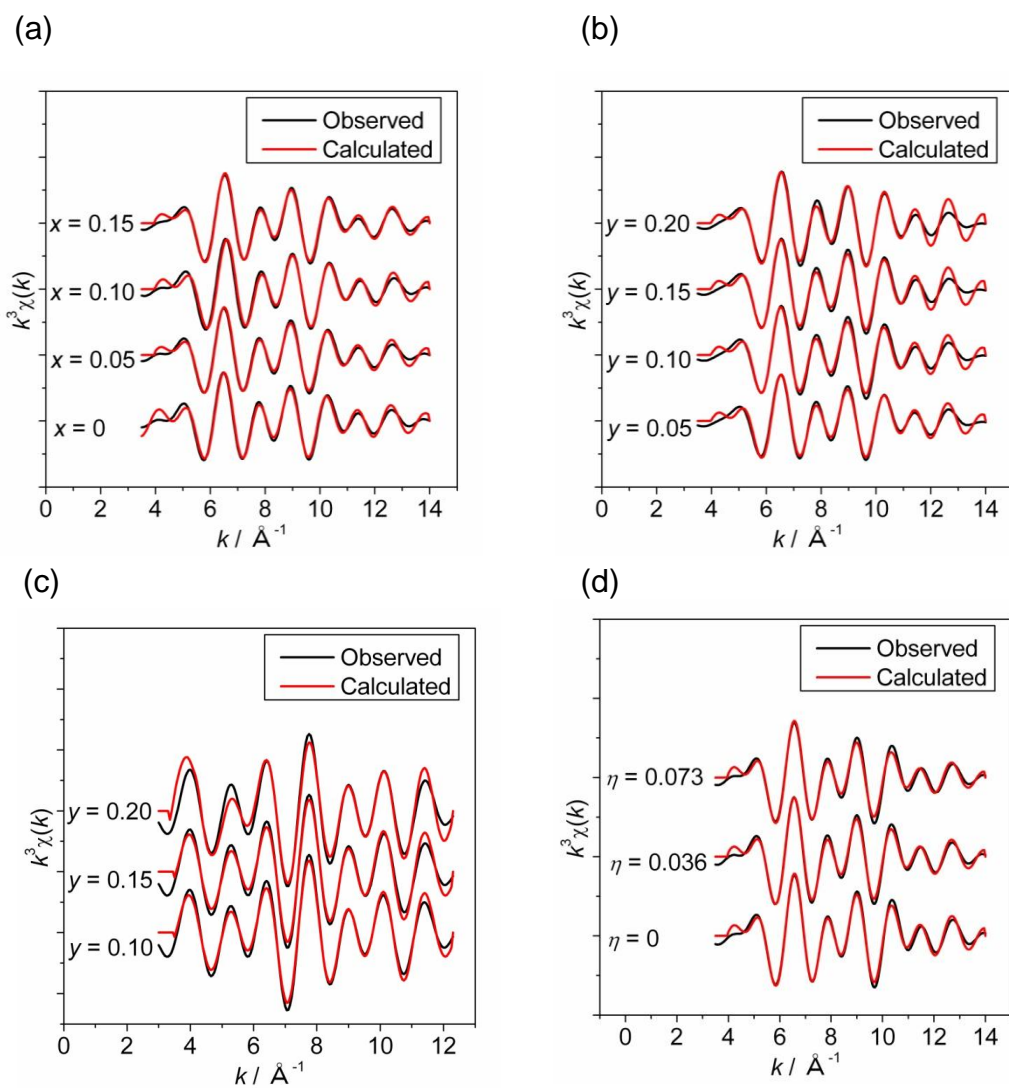 (a)
Observed
Calculated
x = 0.15
x = 0.10
x = 0.05
x = 0
k³χ(k)
0 2 4 6 8 10 12 14
k / Å⁻¹
(b)
Observed
Calculated
y = 0.20
y = 0.15
y = 0.10
y = 0.05
k³χ(k)
0 2 4 6 8 10 12 14
k / Å⁻¹
(c)
Observed
Calculated
y = 0.20
y = 0.15
y = 0.10
k³χ(k)
0 2 4 6 8 10 12
k / Å⁻¹
(d)
Observed
Calculated
η = 0.073
η = 0.036
η = 0
k³χ(k)
0 2 4 6 8 10 12 14
k / Å⁻¹